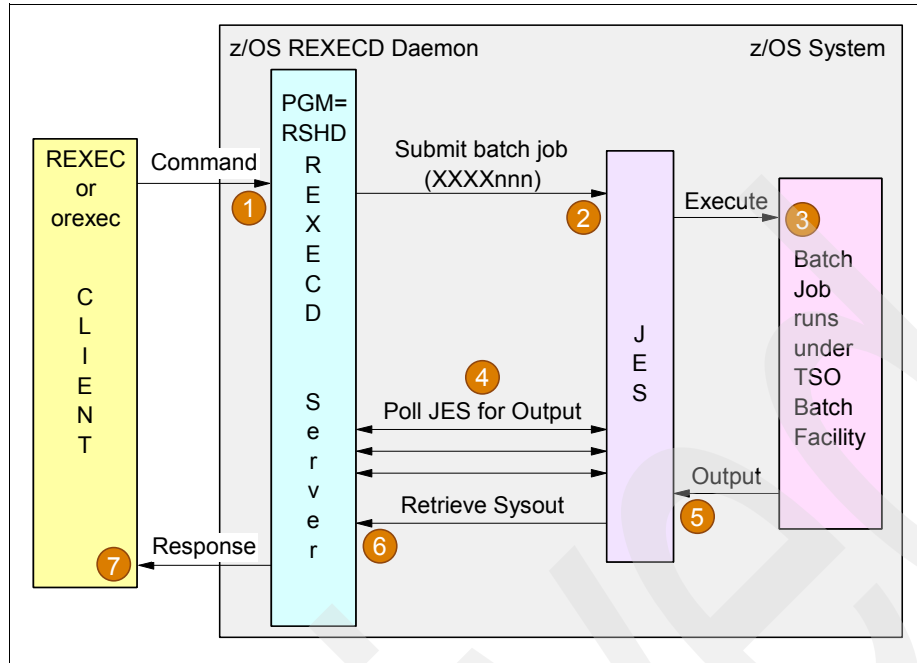 z/OS REXECD Daemon
z/OS System
REXEC
or
orexec
C
L
I
E
N
T
Command
1
PGM=
RSHD
R
E
X
E
C
D
S
e
r
v
e
r
Submit batch job
(XXXXnnn)
2
J
E
S
Execute
3
Batch
Job
runs
under
TSO
Batch
Facility
4
Poll JES for Output
Output
5
Retrieve Sysout
6
Response
7